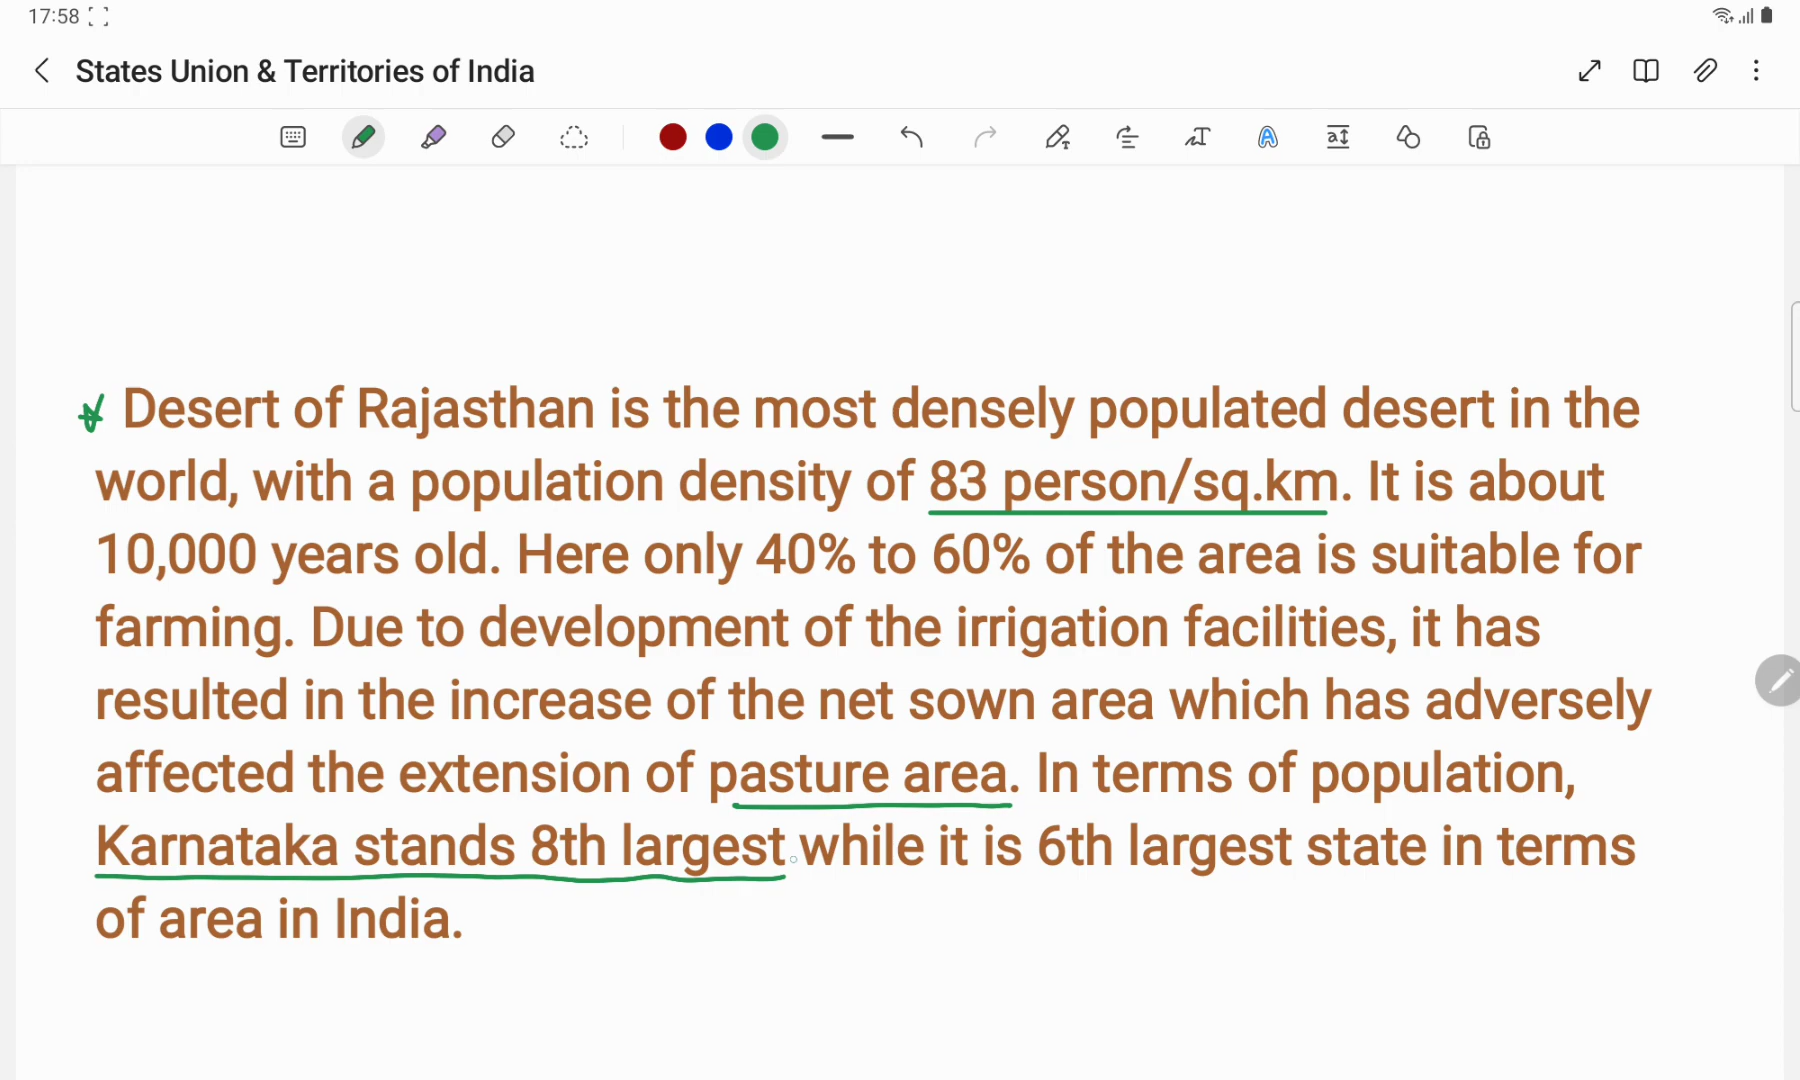 17:58
States Union & Territories of India
Desert of Rajasthan is the most densely populated desert in the
world, with a population density of 83 person/sq.km. It is about
10,000 years old. Here only 40% to 60% of the area is suitable for
farming. Due to development of the irrigation facilities, it has
resulted in the increase of the net sown area which has adversely
affected the extension of pasture area. In terms of population,
Karnataka stands 8th largest while it is 6th largest state in terms
of area in India.